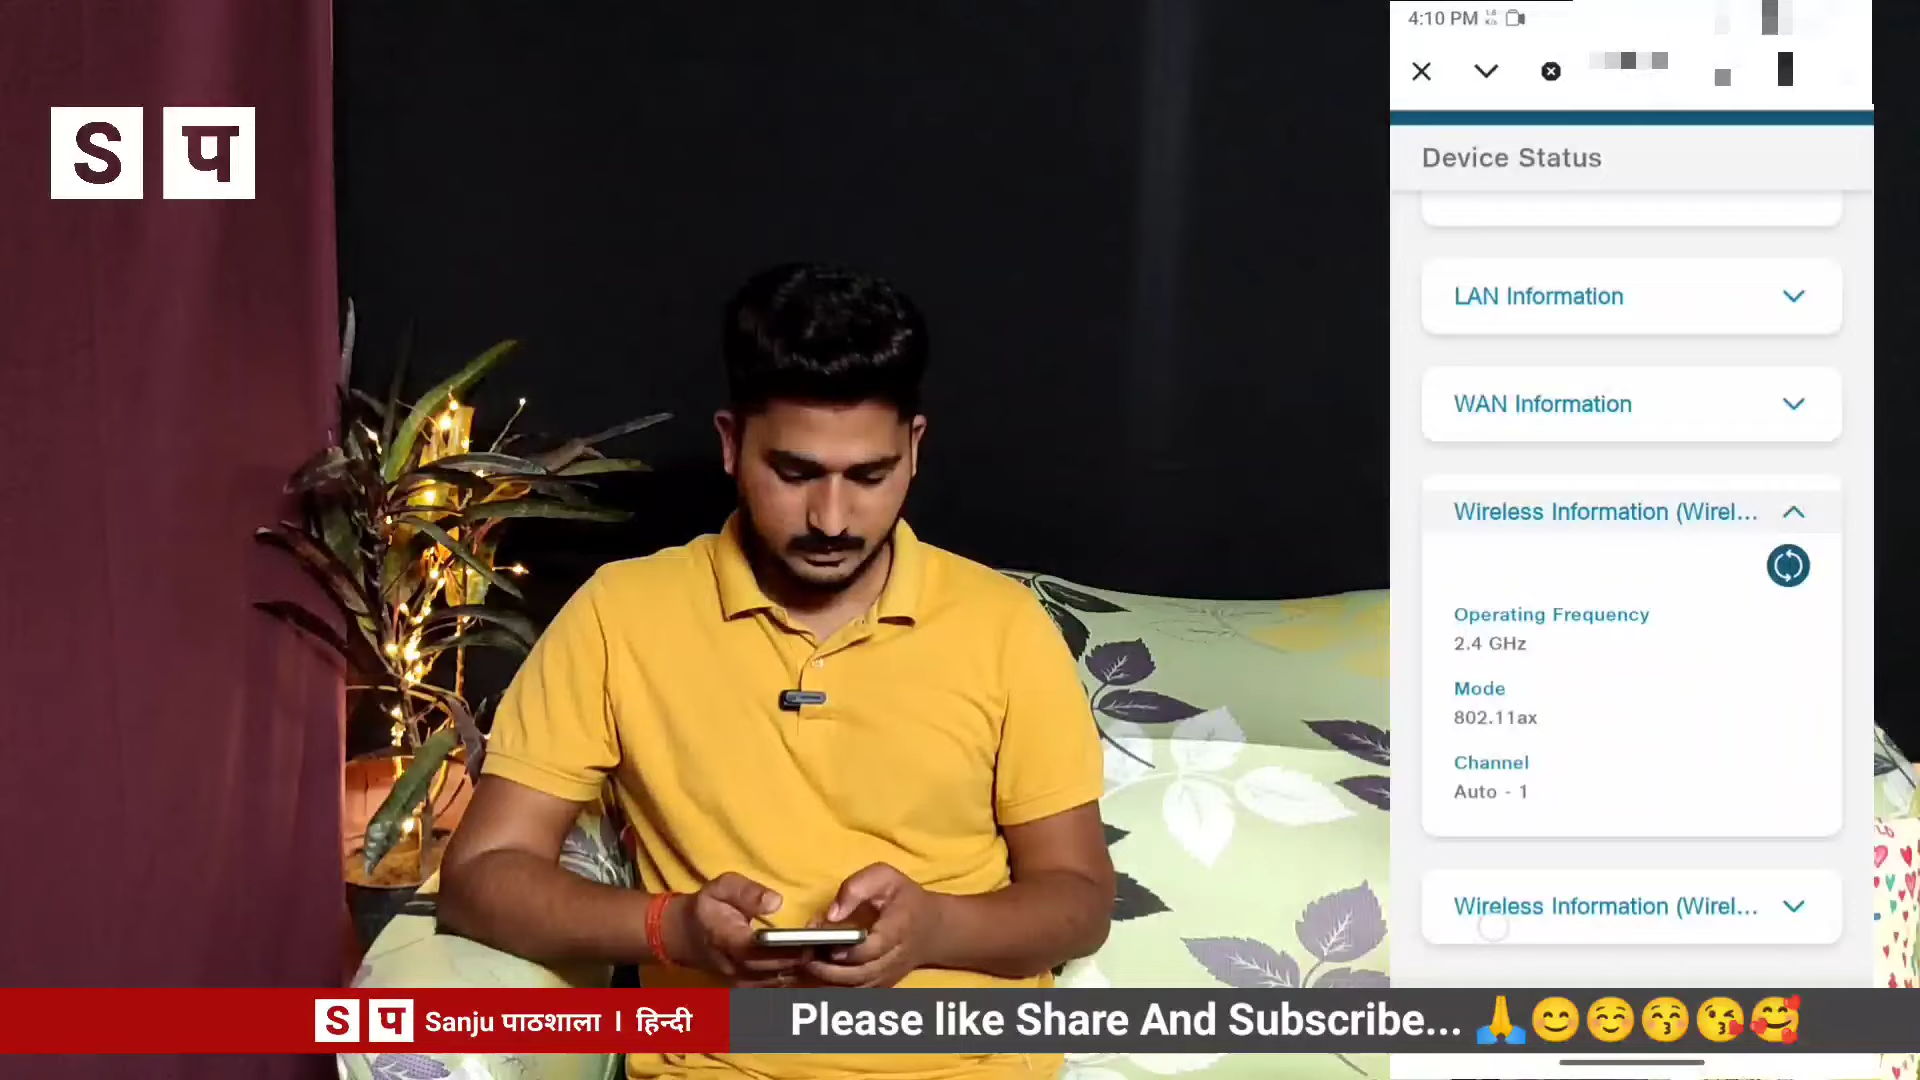 S प
4:10 PM
Device Status
LAN Information
WAN Information
Wireless Information (Wirel...
Operating Frequency
2.4 GHz
Mode
802.11ax
Channel
Auto - 1
Wireless Information (Wirel...
S प Sanju पाठशाला । हिन्दी
Please like Share And Subscribe... 🙏😊☺️😚😘🥰